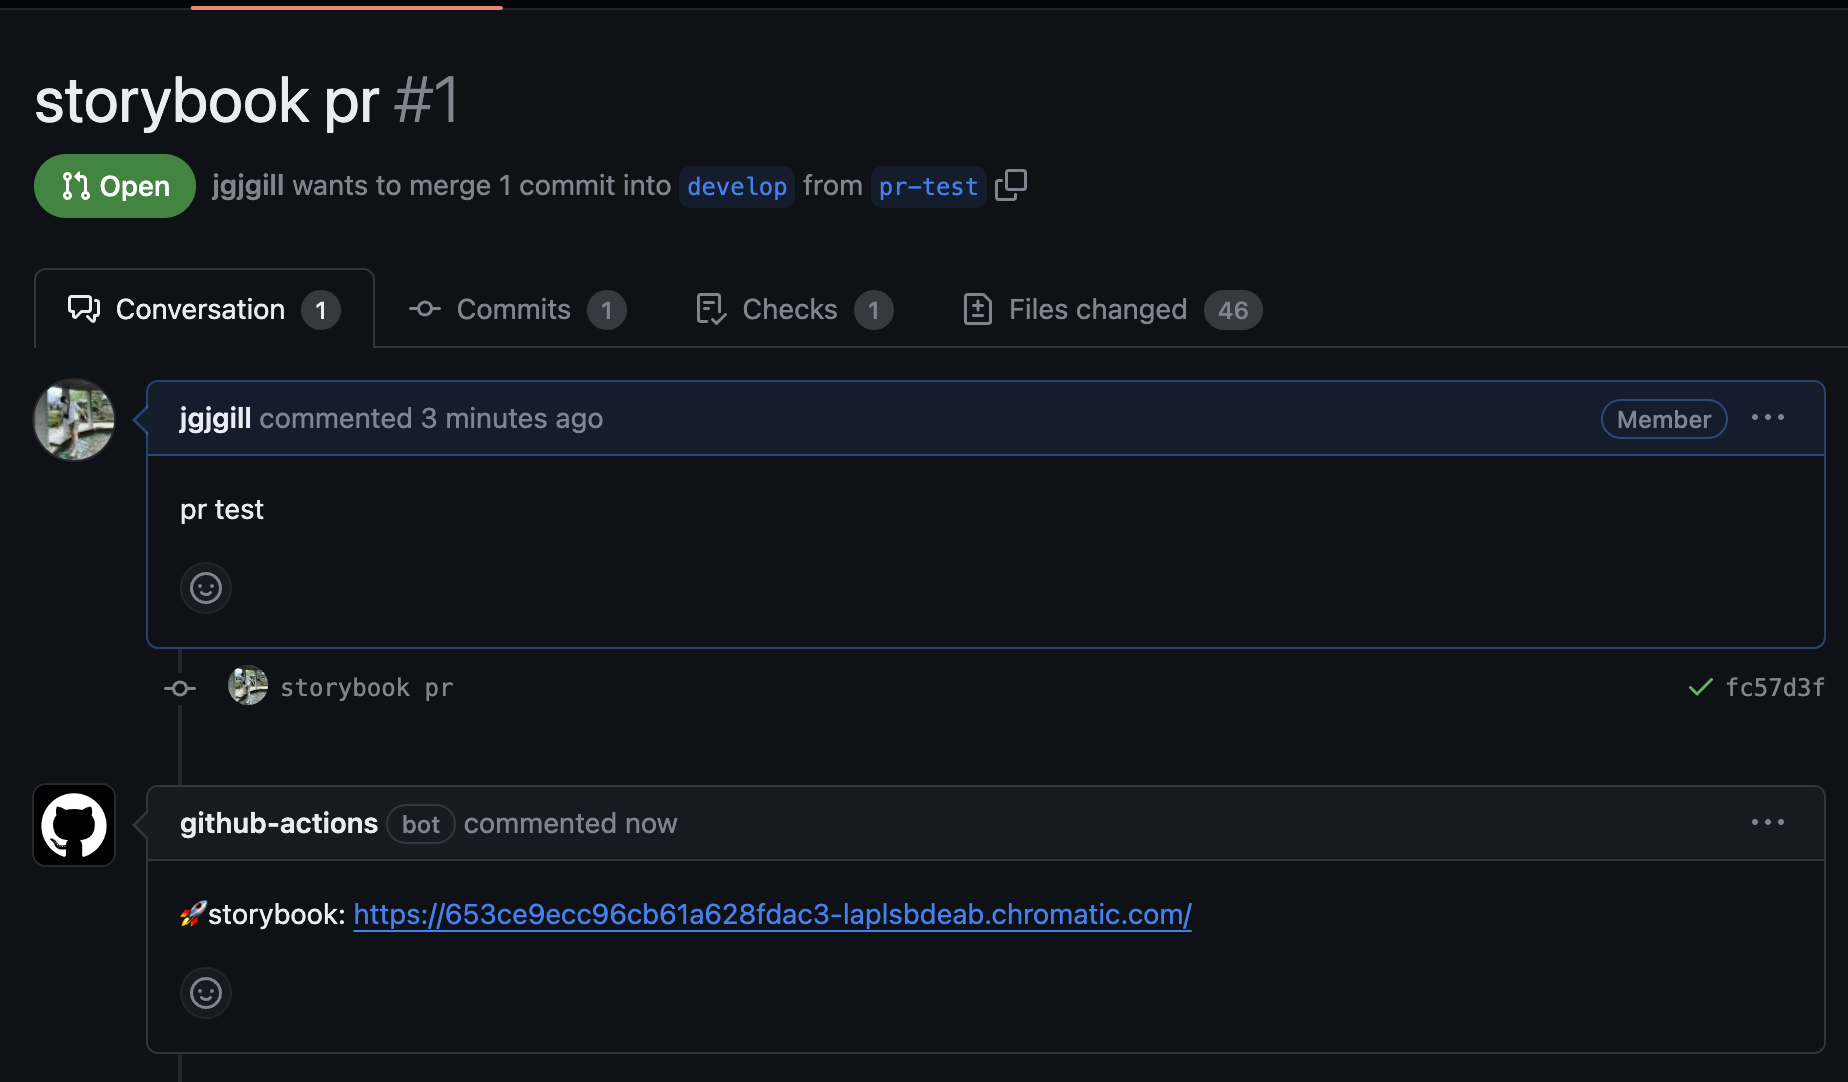 storybook pr #1
Open jgjgill wants to merge 1 commit into develop from pr-test
Conversation 1 Commits 1 Checks 1 Files changed 46
jgjgill commented 3 minutes ago Member
pr test
storybook pr fc57d3f
github-actions bot commented now
🚀storybook: https://653ce9ecc96cb61a628fdac3-laplsbdeab.chromatic.com/